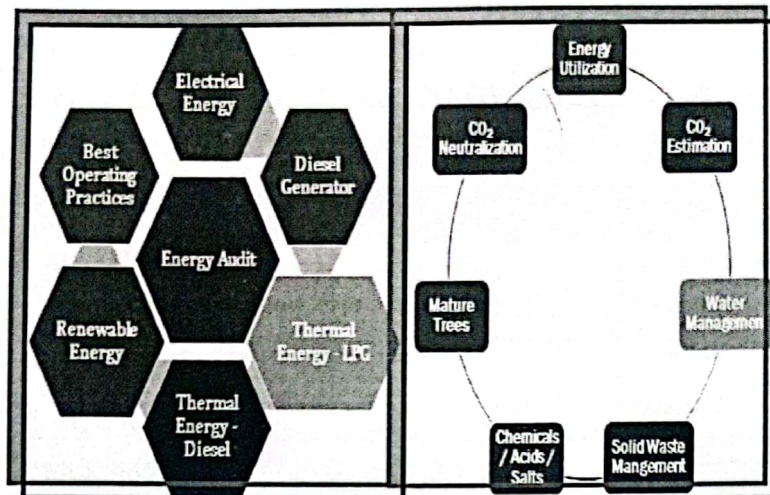 Electrical
Energy
Best
Operating
Practices
Diesel
Generator
Energy Audit
Renewable
Energy
Thermal
Energy - LPG
Thermal
Energy -
Diesel
Energy
Utilization
CO₂
Neutralization
CO₂
Estimation
Mature
Trees
Water
Managemen
Chemicals
/ Acids /
Salts
Solid Waste
Mangement